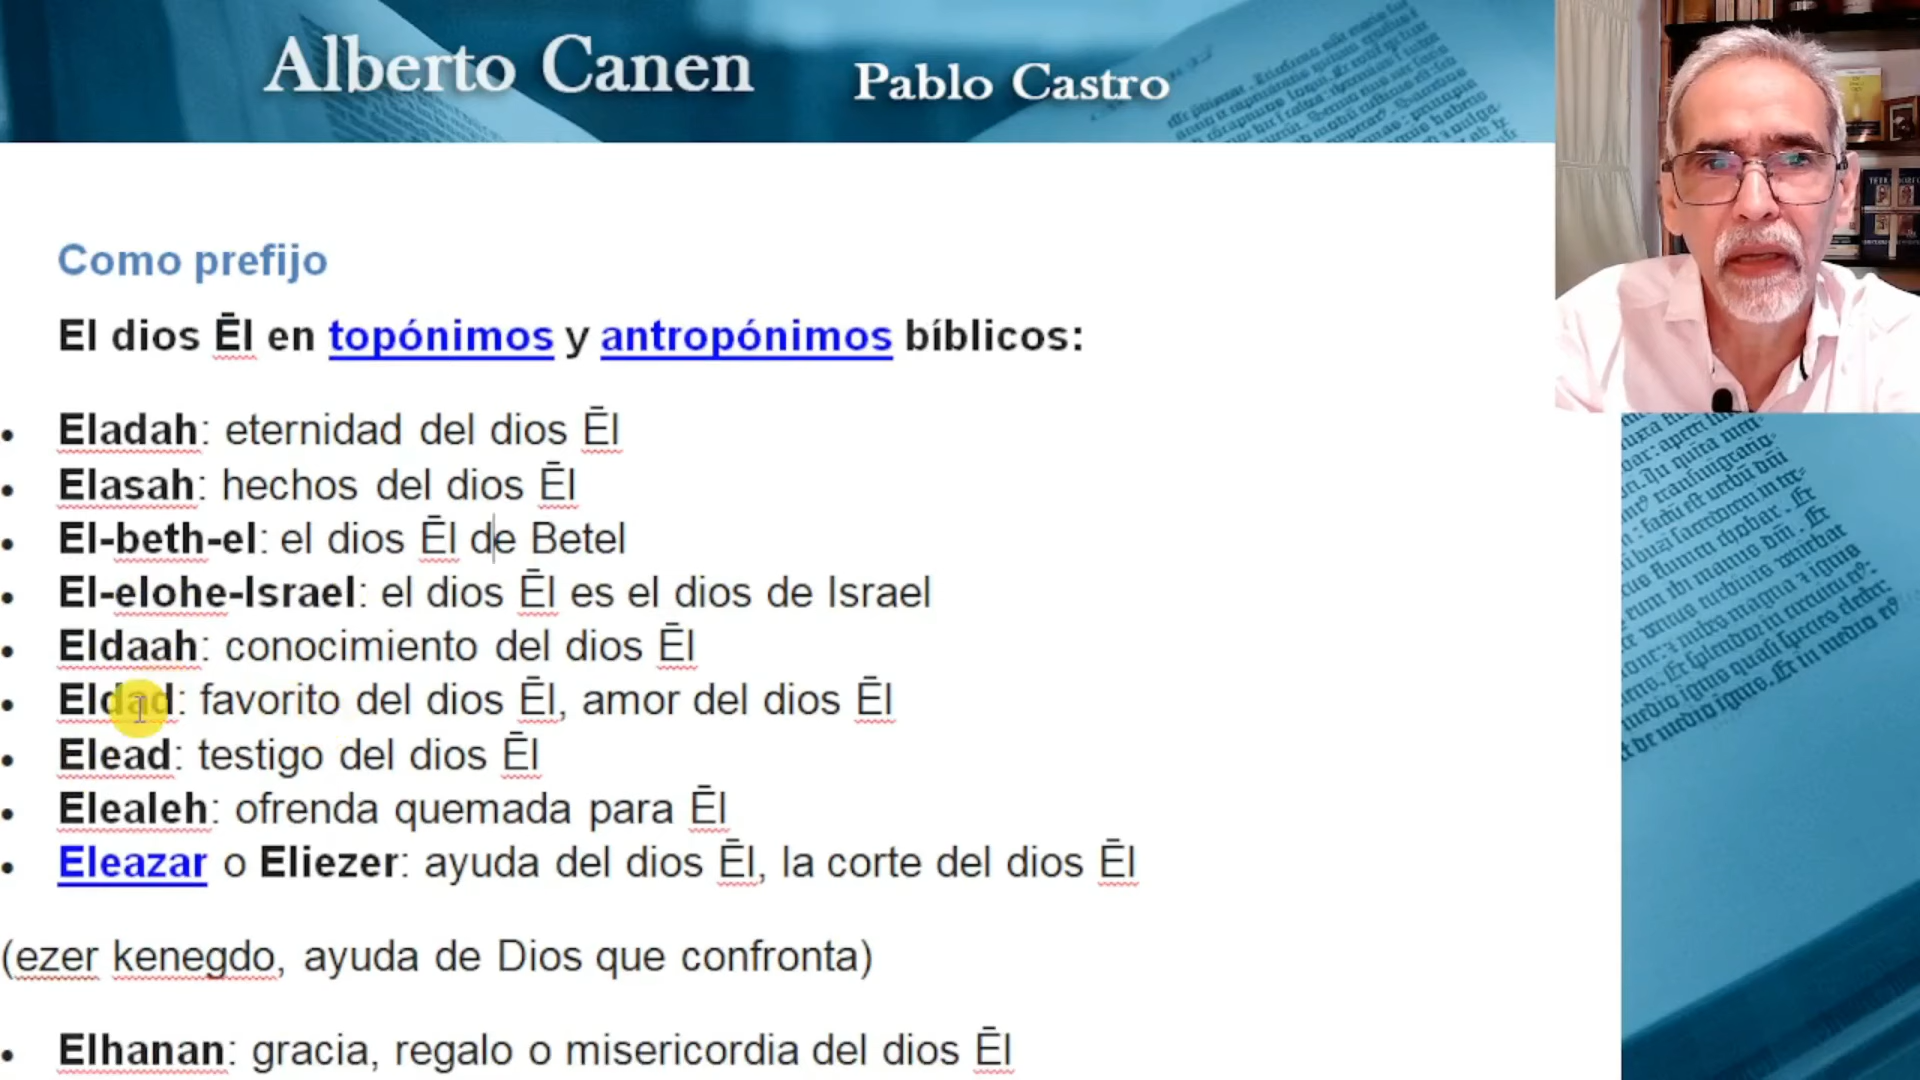 Alberto Canen
Pablo Castro
Como prefijo
El dios Ēl en topónimos y antropónimos bíblicos:
• Eladah: eternidad del dios Ēl
• Elasah: hechos del dios Ēl
• El-beth-el: el dios Ēl de Betel
• El-elohe-Israel: el dios Ēl es el dios de Israel
• Eldaah: conocimiento del dios Ēl
• Eldad: favorito del dios Ēl, amor del dios Ēl
• Elead: testigo del dios Ēl
• Elealeh: ofrenda quemada para Ēl
• Eleazar o Eliezer: ayuda del dios Ēl, la corte del dios Ēl
(ezer kenegdo, ayuda de Dios que confronta)
• Elhanan: gracia, regalo o misericordia del dios Ēl